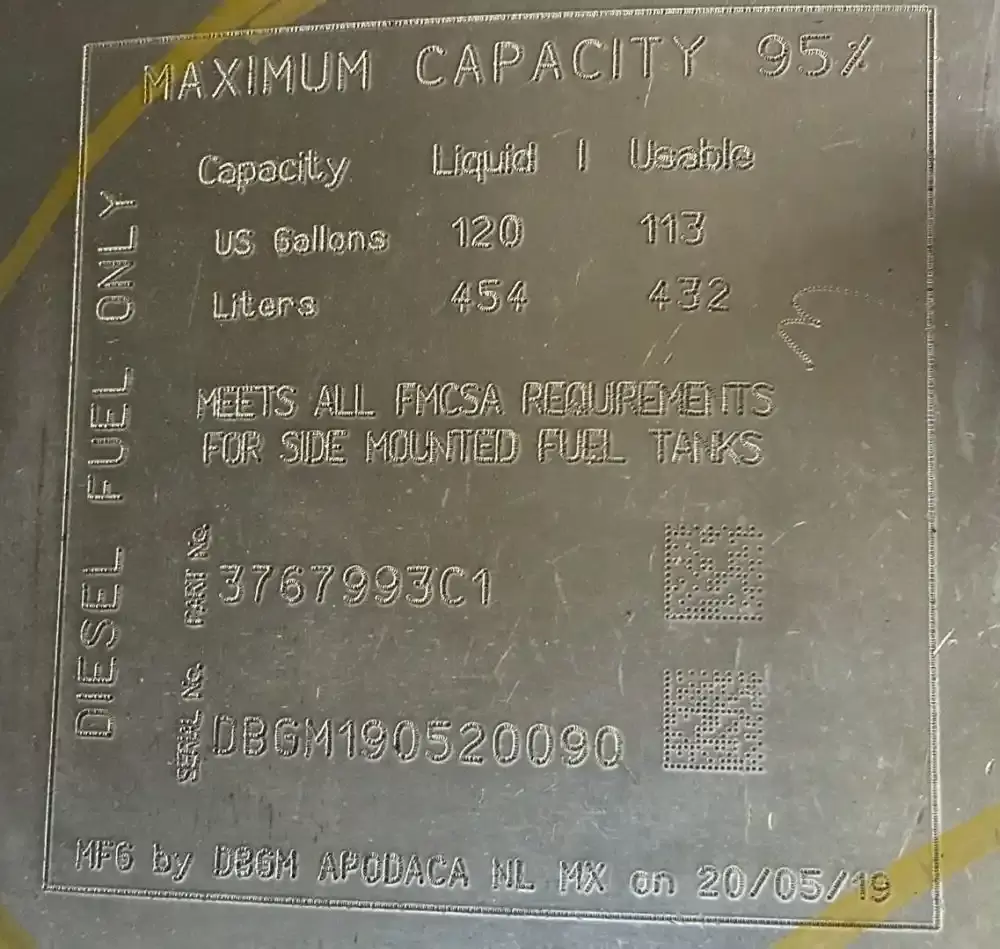 MAXIMUM CAPACITY 95%
Capacity Liquid | Usable
US Gallons 120 113
Liters 454 432
MEETS ALL FMCSA REQUIREMENTS
FOR SIDE MOUNTED FUEL TANKS
PART No.
3767993C1
SERIAL No.
DBGM190520090
MFG by DBGM APODACA NL MX on 20/05/19
DIESEL FUEL ONLY